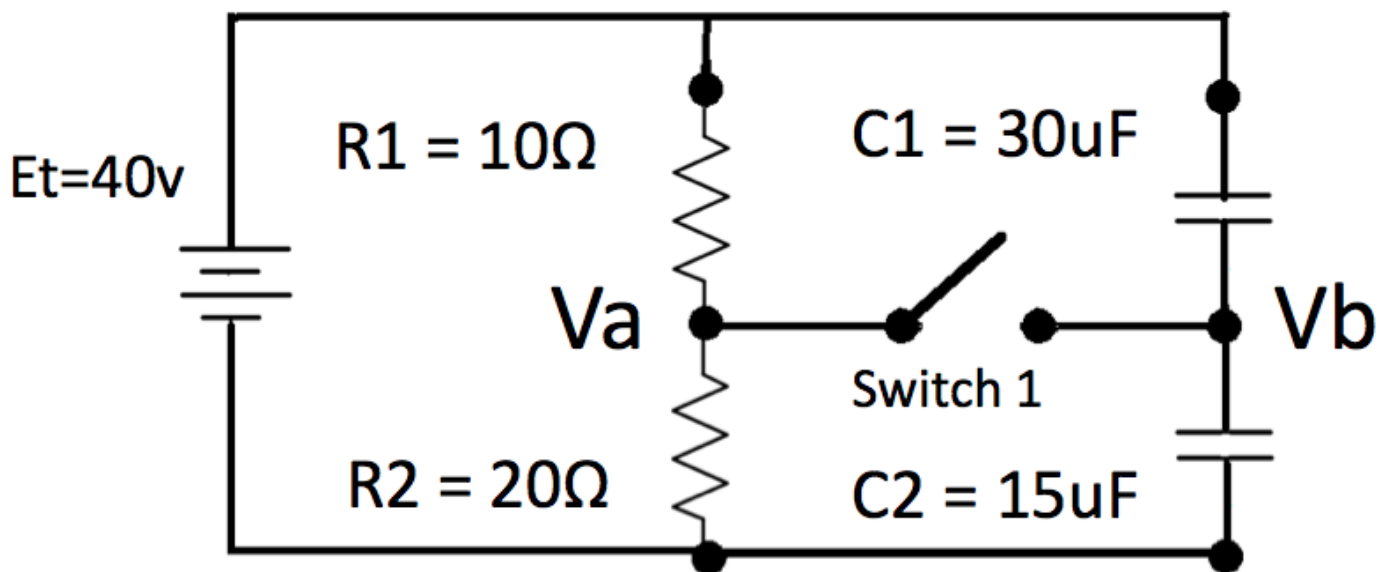 R1 = 10Ω
C1 = 30uF
Et=40v
Va
Vb
Switch 1
R2 = 20Ω
C2 = 15uF